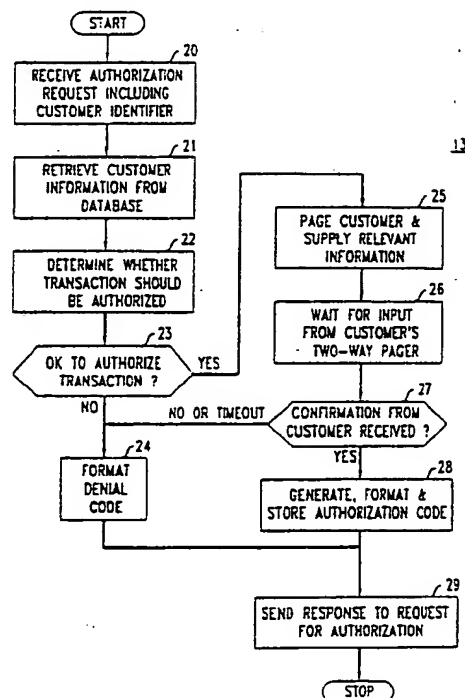 START
20
RECEIVE AUTHORIZATION
REQUEST INCLUDING
CUSTOMER IDENTIFIER
21
RETRIEVE CUSTOMER
INFORMATION FROM
DATABASE
22
DETERMINE WHETHER
TRANSACTION SHOULD
BE AUTHORIZED
23
OK TO AUTHORIZE
TRANSACTION ?
YES
NO
24
FORMAT
DENIAL
CODE
13
25
PAGE CUSTOMER &
SUPPLY RELEVANT
INFORMATION
26
WAIT FOR INPUT
FROM CUSTOMER'S
TWO-WAY PAGER
27
CONFIRMATION FROM
CUSTOMER RECEIVED ?
NO OR TIMEOUT
YES
28
GENERATE, FORMAT &
STORE AUTHORIZATION CODE
29
SEND RESPONSE TO REQUEST
FOR AUTHORIZATION
STOP